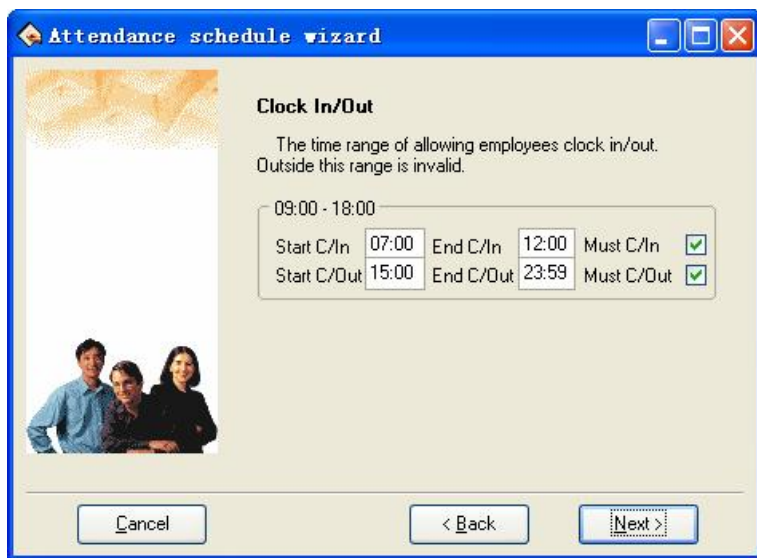 Attendance schedule wizard
Clock In/Out
The time range of allowing employees clock in/out.
Outside this range is invalid.
09:00 - 18:00
Start C/In 07:00 End C/In 12:00 Must C/In
Start C/Out 15:00 End C/Out 23:59 Must C/Out
Cancel < Back Next >